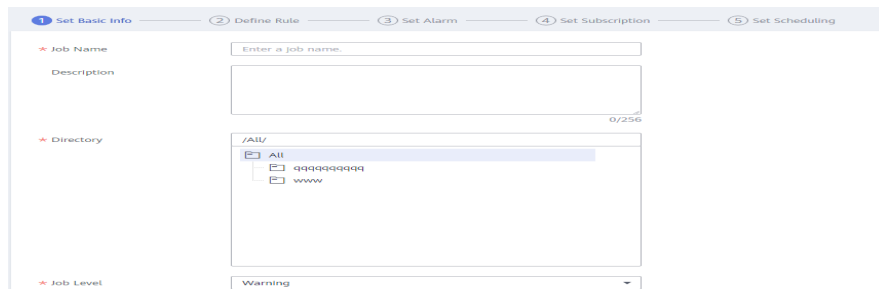 1 Set Basic Info 2 Define Rule 3 Set Alarm 4 Set Subscription 5 Set Scheduling
* Job Name Enter a job name.
Description
0/256
* Directory /All/
All
qqqqqqqqqq
www
* Job Level Warning